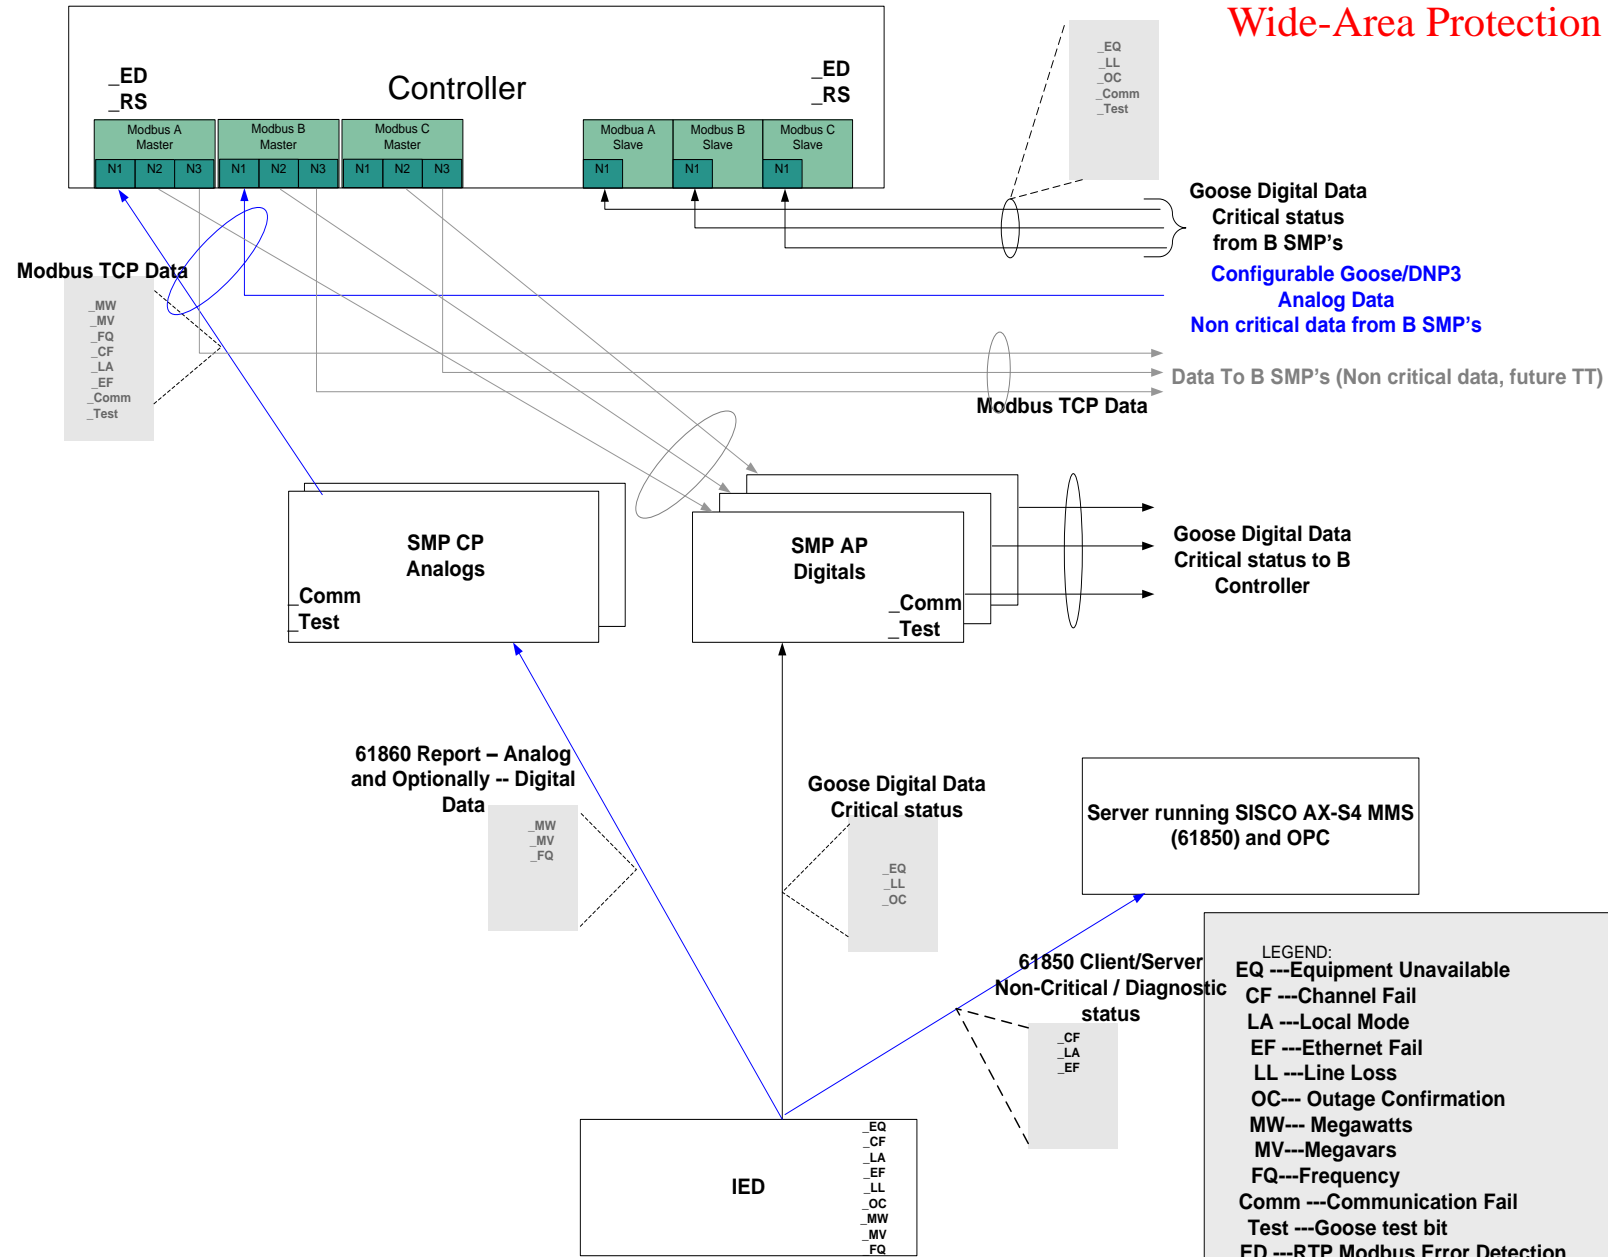 Wide-Area Protection
_ED
_RS
Controller
_ED
_RS
Modbus A
Master
Modbus B
Master
Modbus C
Master
Modbua A
Slave
Modbus B
Slave
Modbus C
Slave
N1 N2 N3 N1 N2 N3 N1 N2 N3 N1 N1 N1
_EQ
_LL
_OC
_Comm
_Test
Goose Digital Data
Critical status
from B SMP's
Configurable Goose/DNP3
Analog Data
Non critical data from B SMP's
Modbus TCP Data
_MW
_MV
_FQ
_CF
_LA
_EF
_Comm
_Test
Data To B SMP's (Non critical data, future TT)
Modbus TCP Data
SMP CP
Analogs
_Comm
_Test
SMP AP
Digitals
_Comm
_Test
Goose Digital Data
Critical status to B
Controller
61860 Report – Analog
and Optionally -- Digital
Data
_MW
_MV
_FQ
Goose Digital Data
Critical status
_EQ
_LL
_OC
Server running SISCO AX-S4 MMS
(61850) and OPC
61850 Client/Server
Non-Critical / Diagnostic
status
_CF
_LA
_EF
IED
_EQ
_CF
_LA
_EF
_LL
_OC
_MW
_MV
_FQ
LEGEND:
EQ ---Equipment Unavailable
CF ---Channel Fail
LA ---Local Mode
EF ---Ethernet Fail
LL ---Line Loss
OC--- Outage Confirmation
MW--- Megawatts
MV---Megavars
FQ---Frequency
Comm ---Communication Fail
Test ---Goose test bit
ED ---RTP Modbus Error Detection